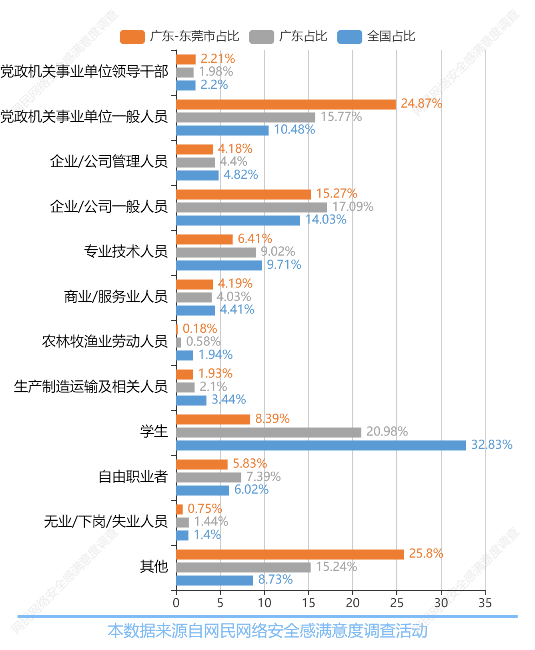 广东-东莞市占比 广东占比 全国占比
党政机关事业单位领导干部 2.21% 1.98% 2.2%
党政机关事业单位一般人员 24.87% 15.77% 10.48%
企业/公司管理人员 4.18% 4.4% 4.82%
企业/公司一般人员 15.27% 17.09% 14.03%
专业技术人员 6.41% 9.02% 9.71%
商业/服务业人员 4.19% 4.03% 4.41%
农林牧渔业劳动人员 0.18% 0.58% 1.94%
生产制造运输及相关人员 1.93% 2.1% 3.44%
学生 8.39% 20.98% 32.83%
自由职业者 5.83% 7.39% 6.02%
无业/下岗/失业人员 0.75% 1.44% 1.4%
其他 25.8% 15.24% 8.73%
0 5 10 15 20 25 30 35
本数据来源自网民网络安全感满意度调查活动